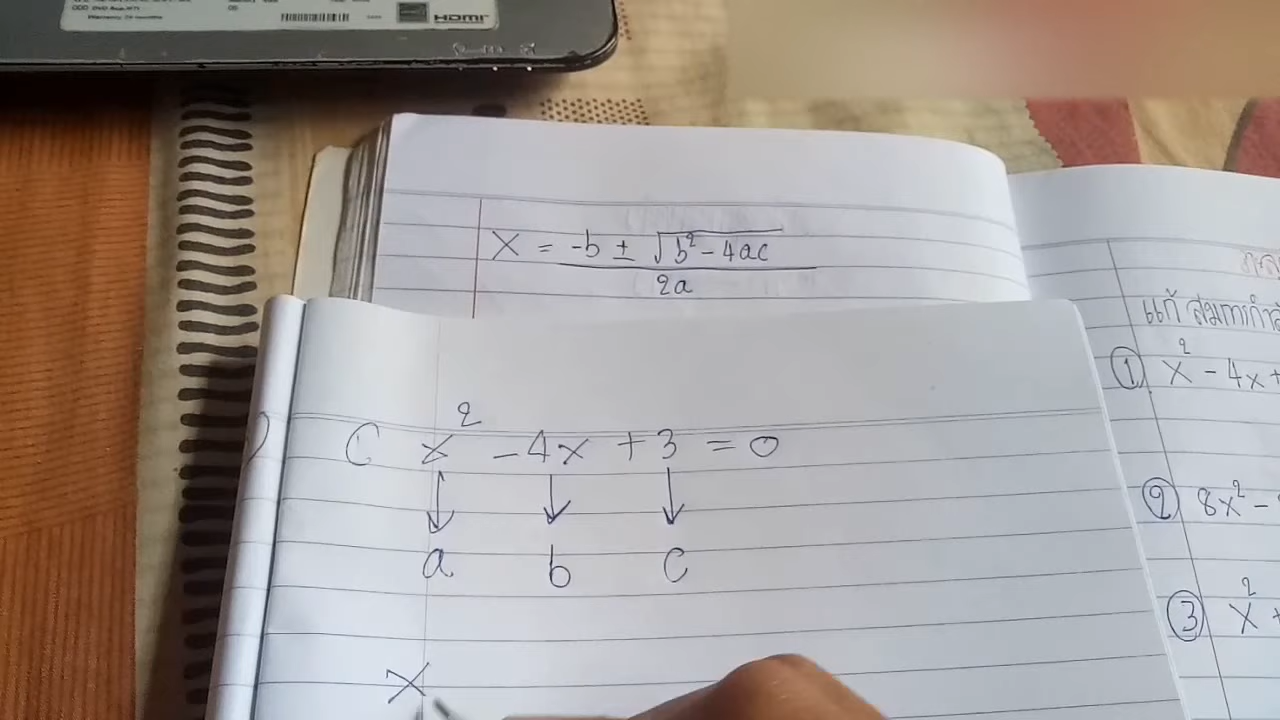 HDMI
X = -b ± √b² - 4ac
2a
C x² - 4x + 3 = 0
a b c
X
แก้ สมการกำลั
① x² - 4x +
② 8x² -
③ x² +